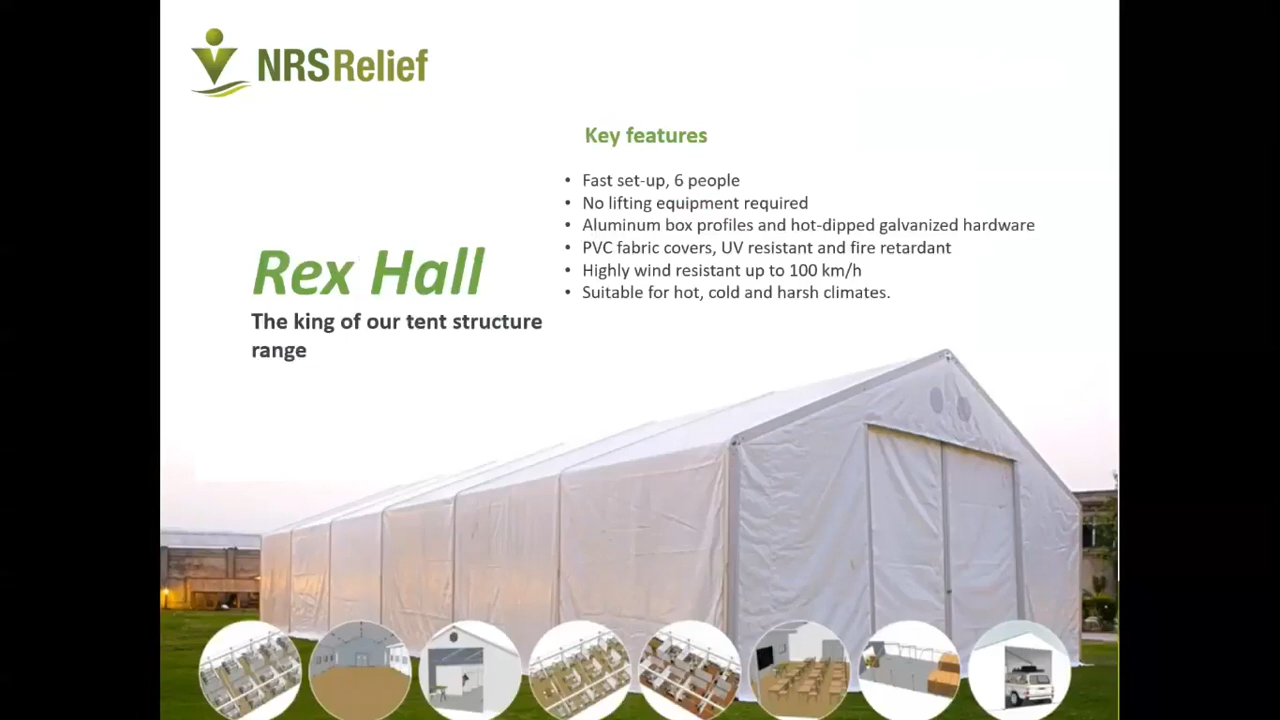 NRSRelief
Key features
• Fast set-up, 6 people
• No lifting equipment required
• Aluminum box profiles and hot-dipped galvanized hardware
• PVC fabric covers, UV resistant and fire retardant
• Highly wind resistant up to 100 km/h
• Suitable for hot, cold and harsh climates.
Rex Hall
The king of our tent structure
range